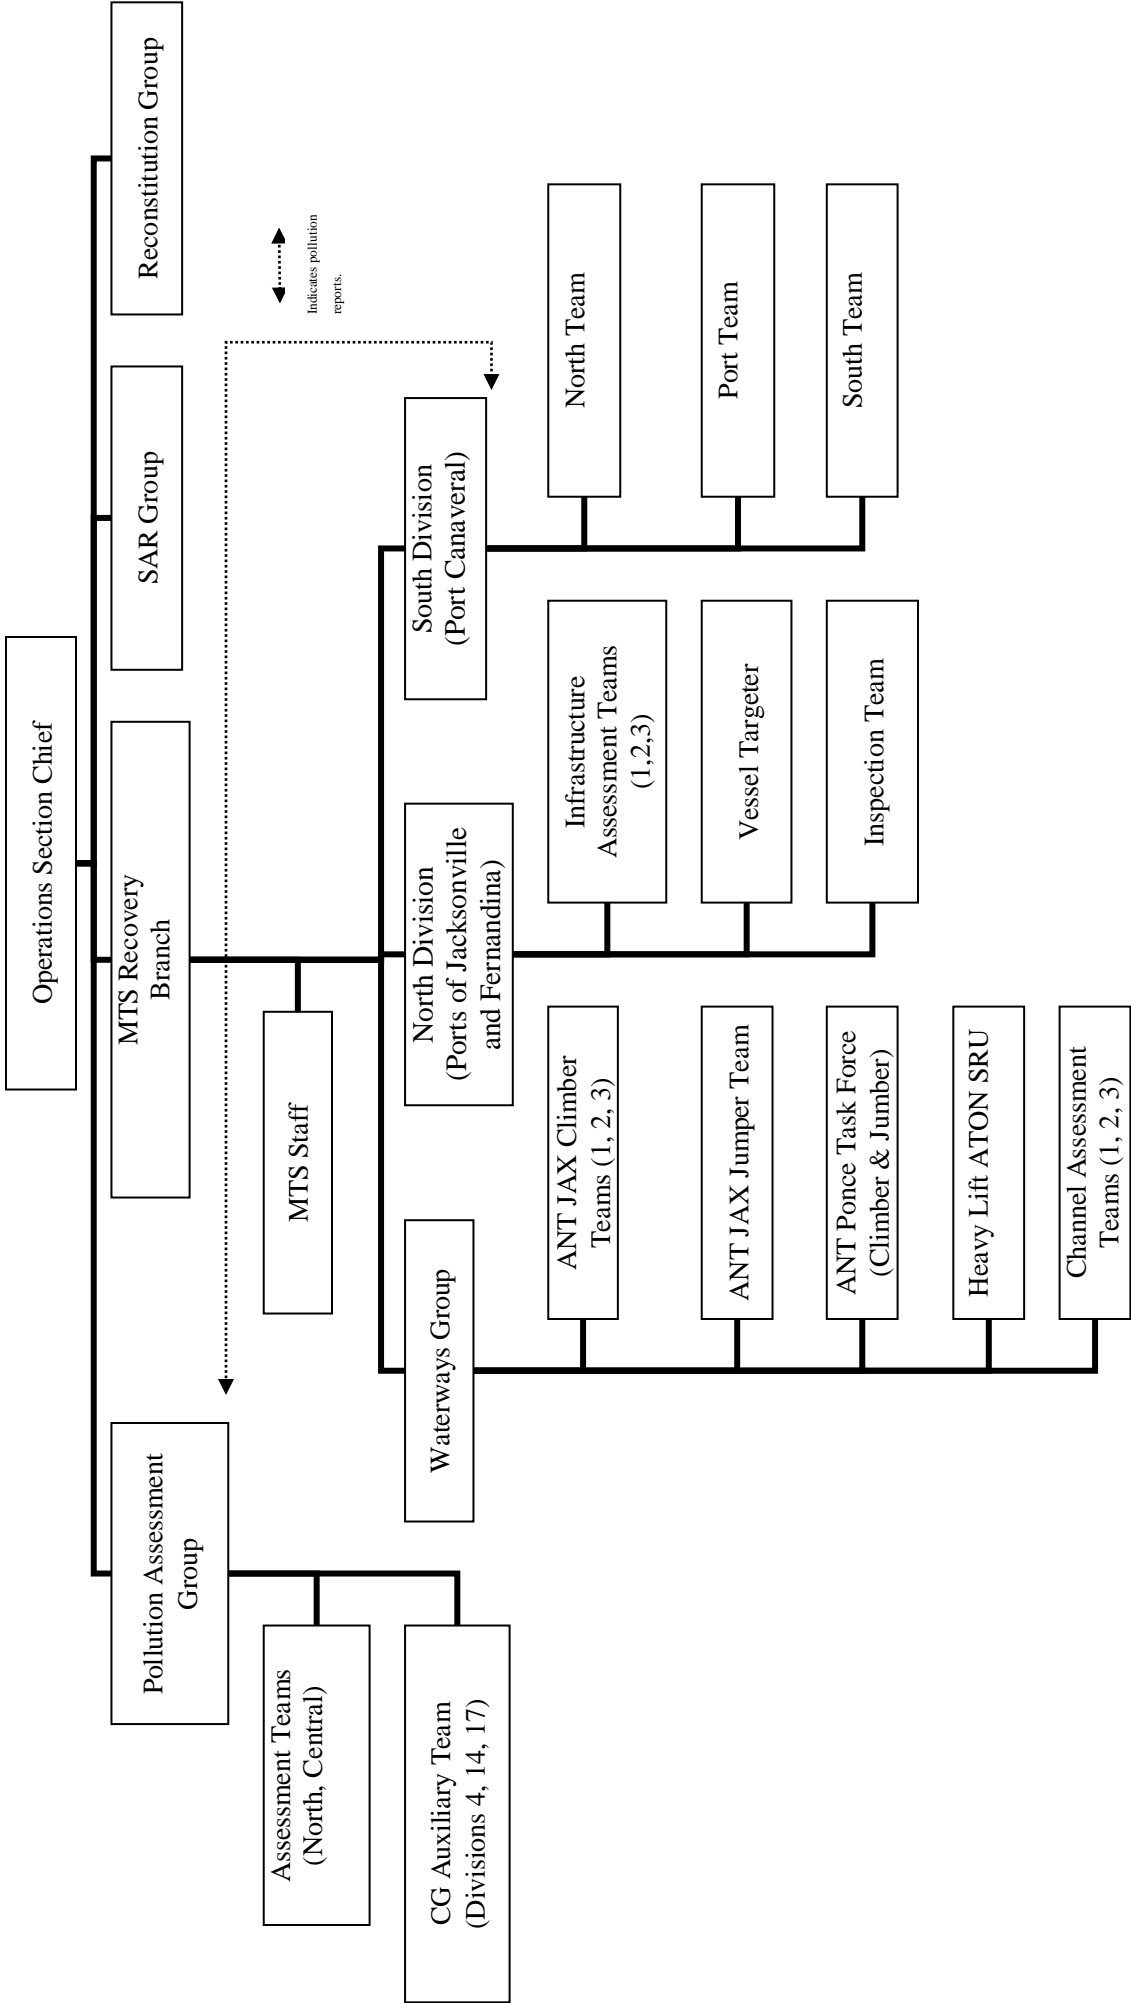 Operations Section Chief
Pollution Assessment
Group
MTS Recovery
Branch
SAR Group
Reconstitution Group
Indicates pollution
reports.
Assessment Teams
(North, Central)
CG Auxiliary Team
(Divisions 4, 14, 17)
MTS Staff
Waterways Group
North Division
(Ports of Jacksonville
and Fernandina)
South Division
(Port Canaveral)
ANT JAX Climber
Teams (1, 2, 3)
ANT JAX Jumper Team
ANT Ponce Task Force
(Climber & Jumber)
Heavy Lift ATON SRU
Channel Assessment
Teams (1, 2, 3)
Infrastructure
Assessment Teams
(1,2,3)
Vessel Targeter
Inspection Team
North Team
Port Team
South Team